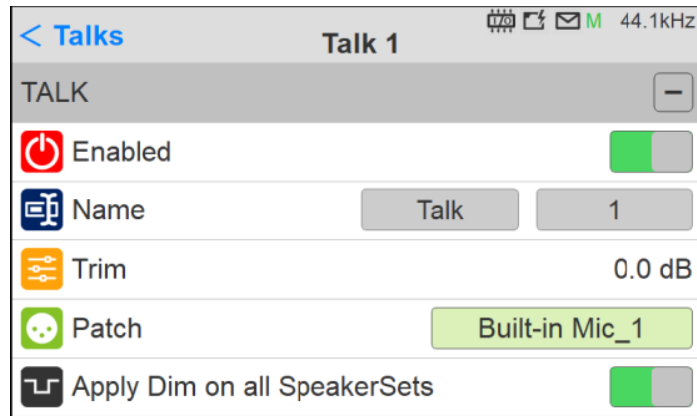 < Talks
Talk 1
I/O M 44.1kHz
TALK
Enabled
Name Talk 1
Trim 0.0 dB
Patch Built-in Mic_1
Apply Dim on all SpeakerSets